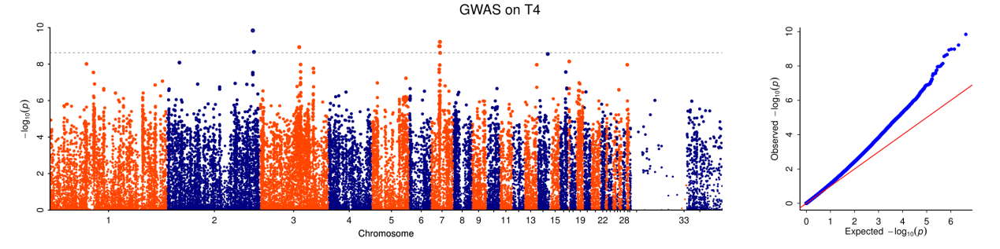 GWAS on T4
−log₁₀(p)
10
8
6
4
2
0
1 2 3 4 5 6 7 8 9 11 13 15 17 19 22 28 33
Chromosome
Observed −log₁₀(p)
10
8
6
4
2
0
0 1 2 3 4 5 6
Expected −log₁₀(p)